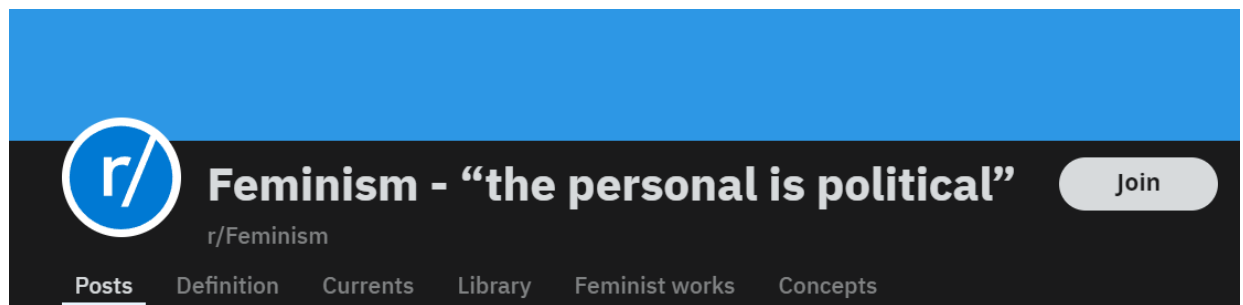 r/
Feminism - “the personal is political”
Join
r/Feminism
Posts Definition Currents Library Feminist works Concepts